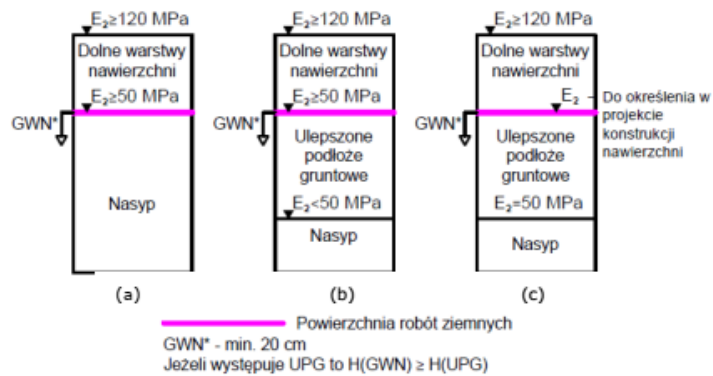 E₂≥120 MPa
Dolne warstwy
nawierzchni
E₂≥50 MPa
GWN*
Nasyp
(a)
E₂≥120 MPa
Dolne warstwy
nawierzchni
E₂≥50 MPa
GWN*
Ulepszone
podłoże
gruntowe
E₂<50 MPa
Nasyp
(b)
E₂≥120 MPa
Dolne warstwy
nawierzchni
E₂
Do określenia w
projekcie
konstrukcji
nawierzchni
GWN*
Ulepszone
podłoże
gruntowe
E₂=50 MPa
Nasyp
(c)
Powierzchnia robót ziemnych
GWN* - min. 20 cm
Jeżeli występuje UPG to H(GWN) ≥ H(UPG)